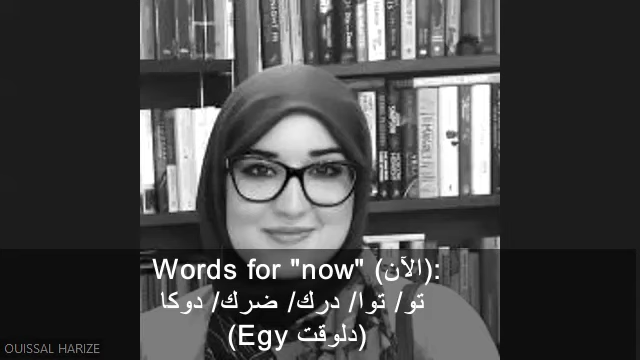 Words for "now" (الآن):
تو/ توا/ درك/ ضرك/ دوكا
(دلوقت Egy)
OUISSAL HARIZE